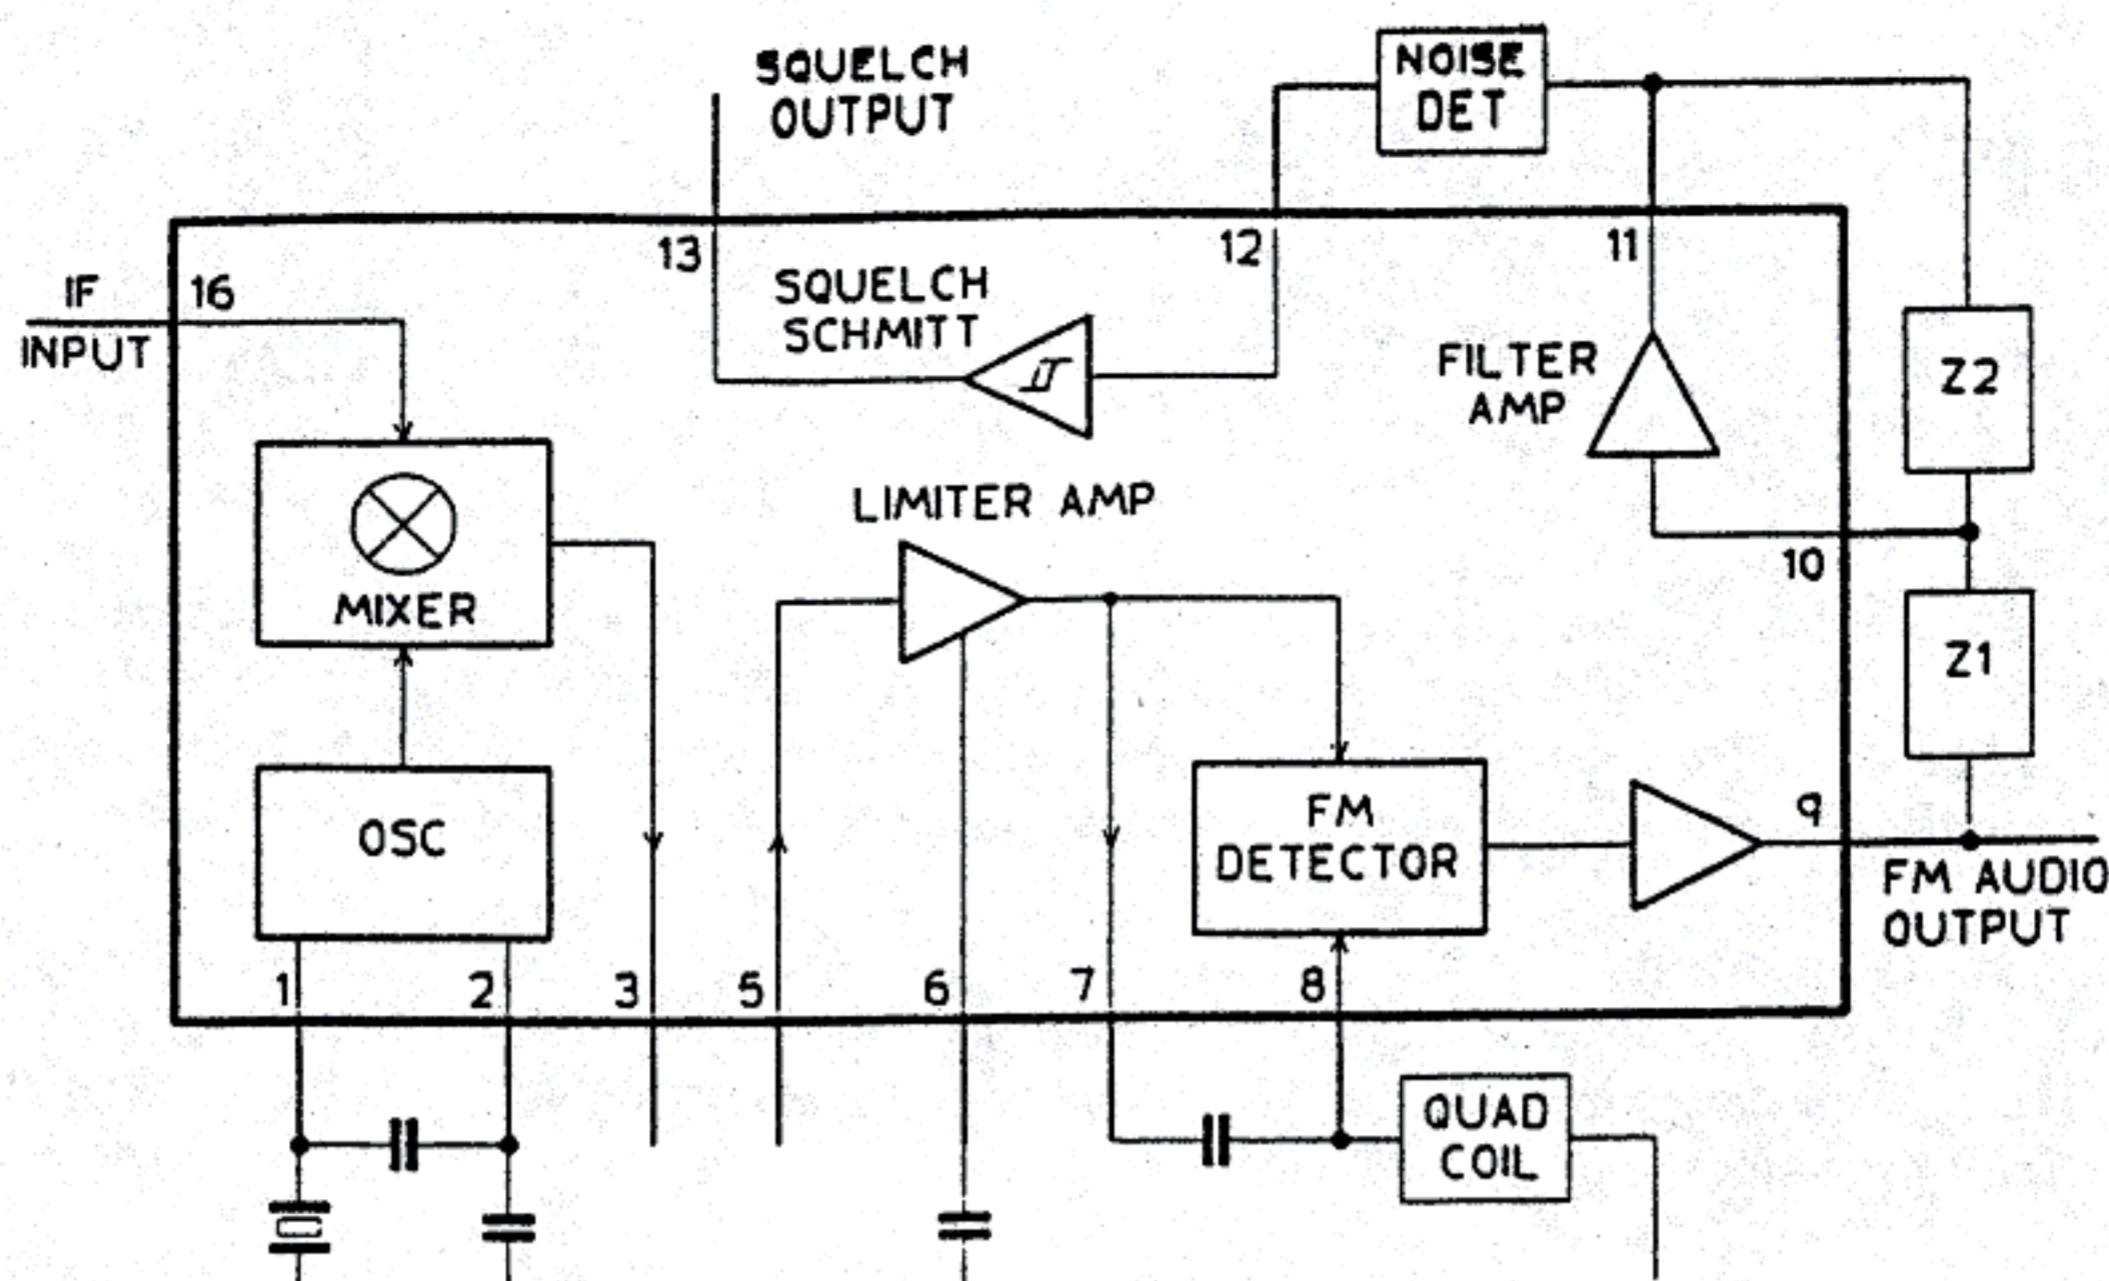 SQUELCH
OUTPUT
NOISE
DET
13
12
11
IF
INPUT
16
SQUELCH
SCHMITT
FILTER
AMP
Z2
LIMITER AMP
MIXER
10
Z1
OSC
FM
DETECTOR
9
FM AUDIO
OUTPUT
1
2
3
5
6
7
8
QUAD
COIL